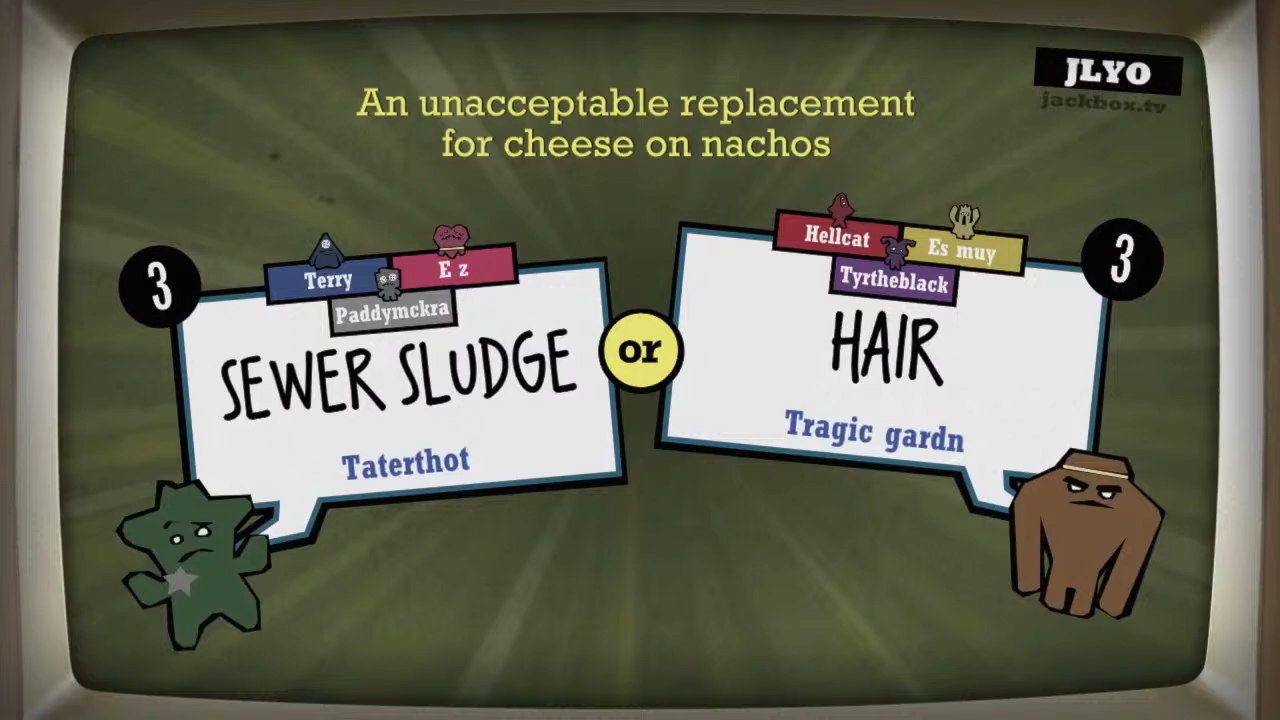 JLYO
jackbox.tv
An unacceptable replacement
for cheese on nachos
3
Terry
E z
Paddymckra
SEWER SLUDGE
Taterthot
or
Hellcat
Es muy
Tyrtheblack
3
HAIR
Tragic gardn